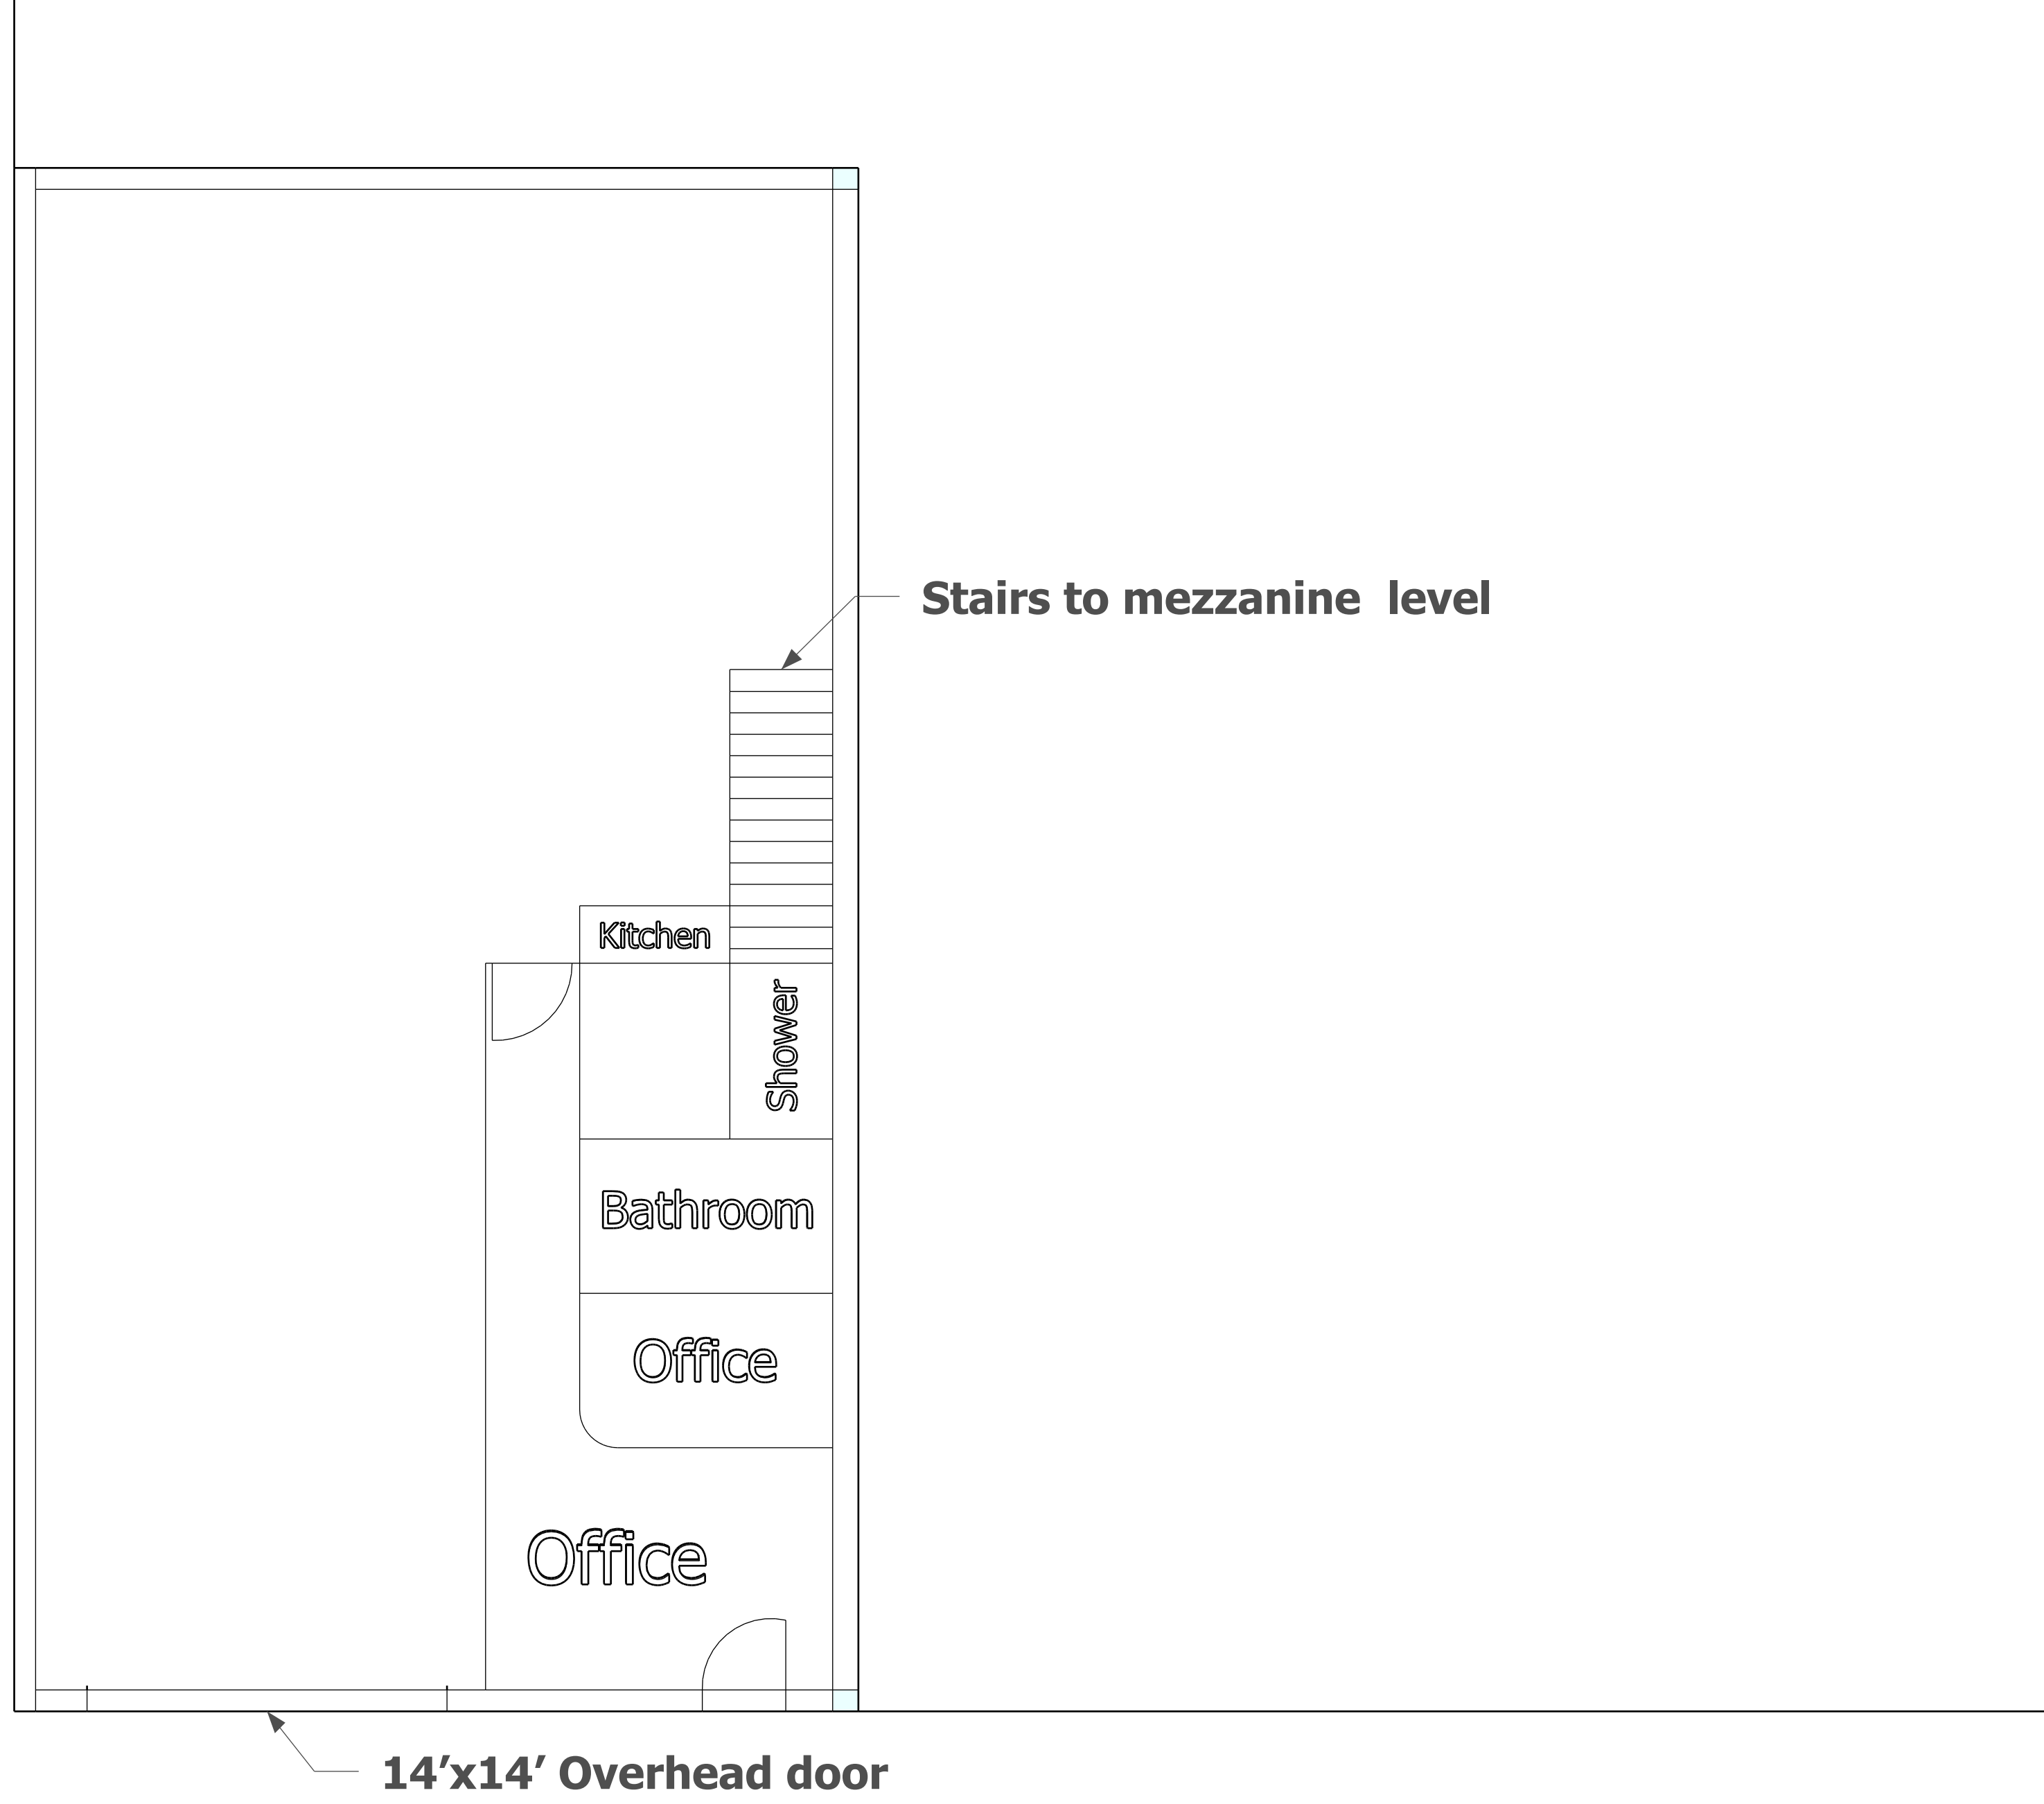 Stairs to mezzanine  level
Kitchen
Shower
Bathroom
Office
Office
14’x14’ Overhead door